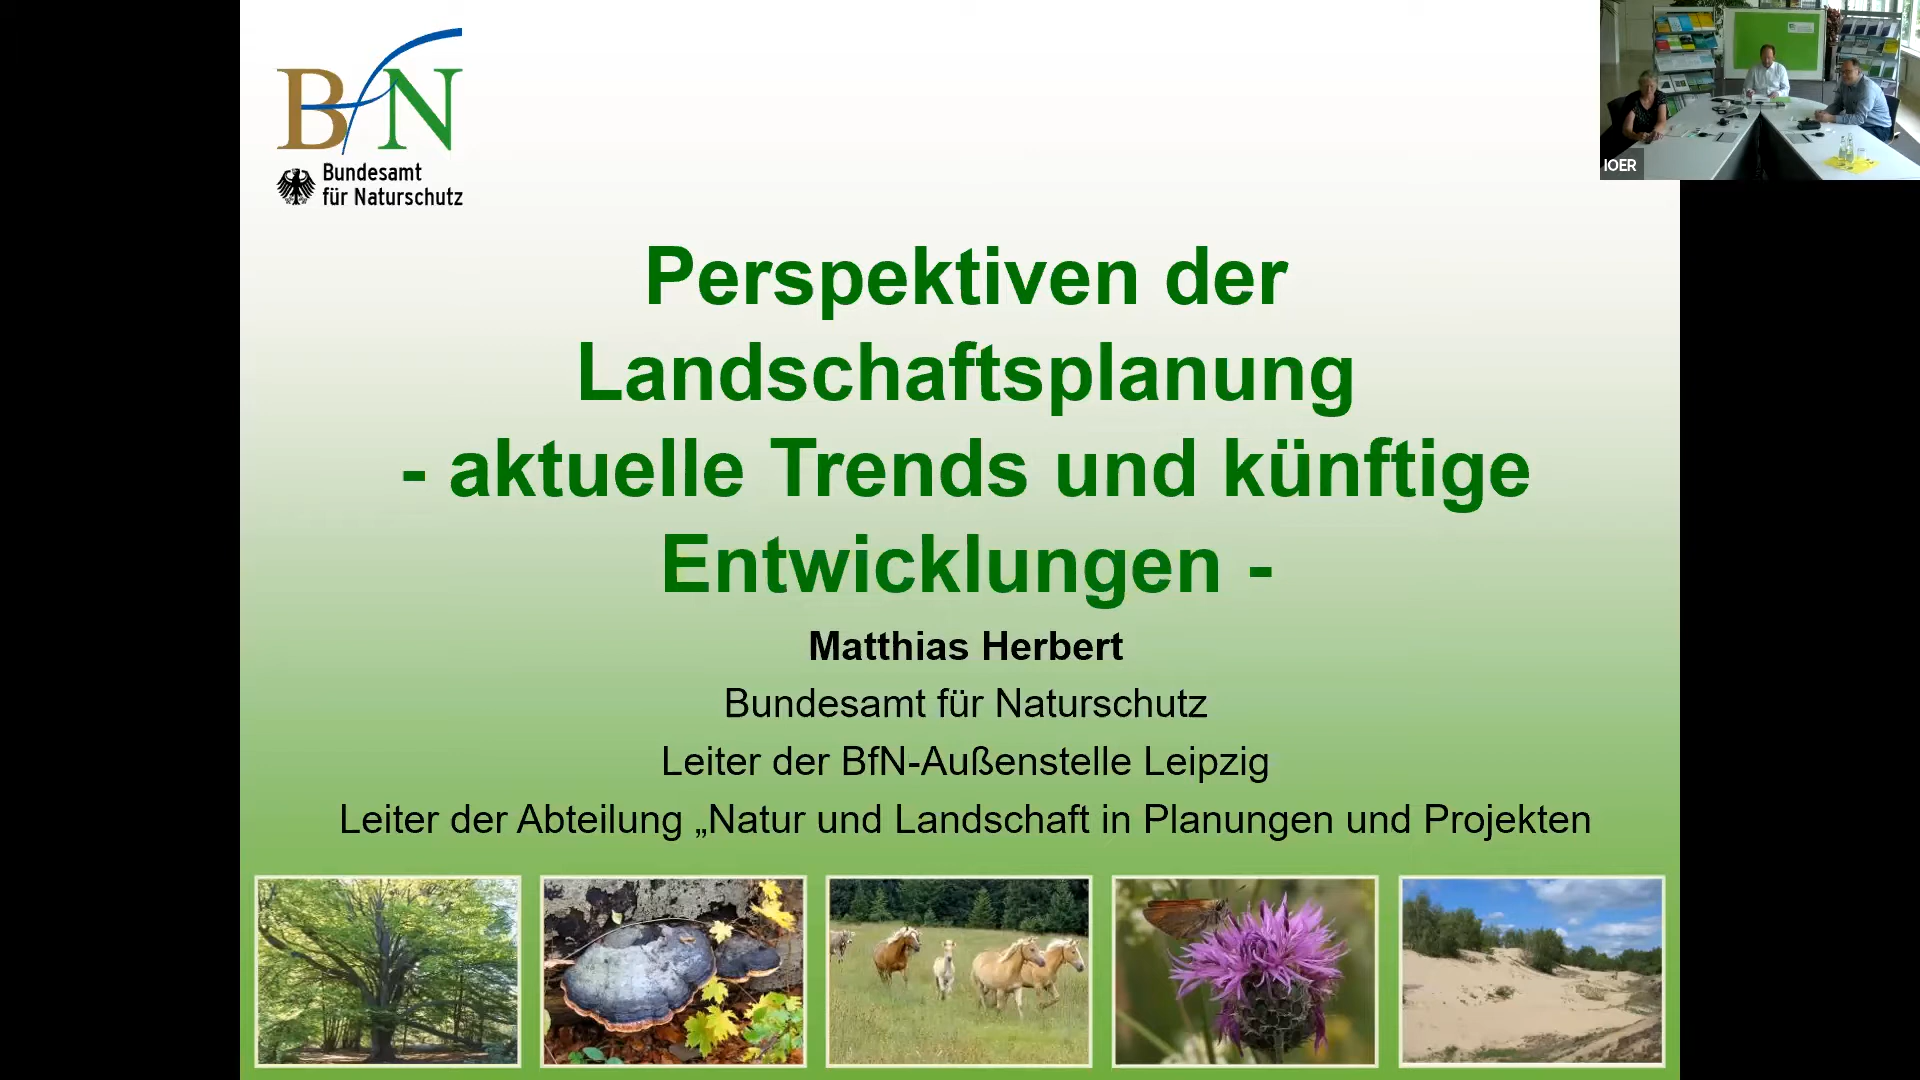 BfN
Bundesamt
für Naturschutz
IOER
Perspektiven der
Landschaftsplanung
- aktuelle Trends und künftige
Entwicklungen -
Matthias Herbert
Bundesamt für Naturschutz
Leiter der BfN-Außenstelle Leipzig
Leiter der Abteilung „Natur und Landschaft in Planungen und Projekten